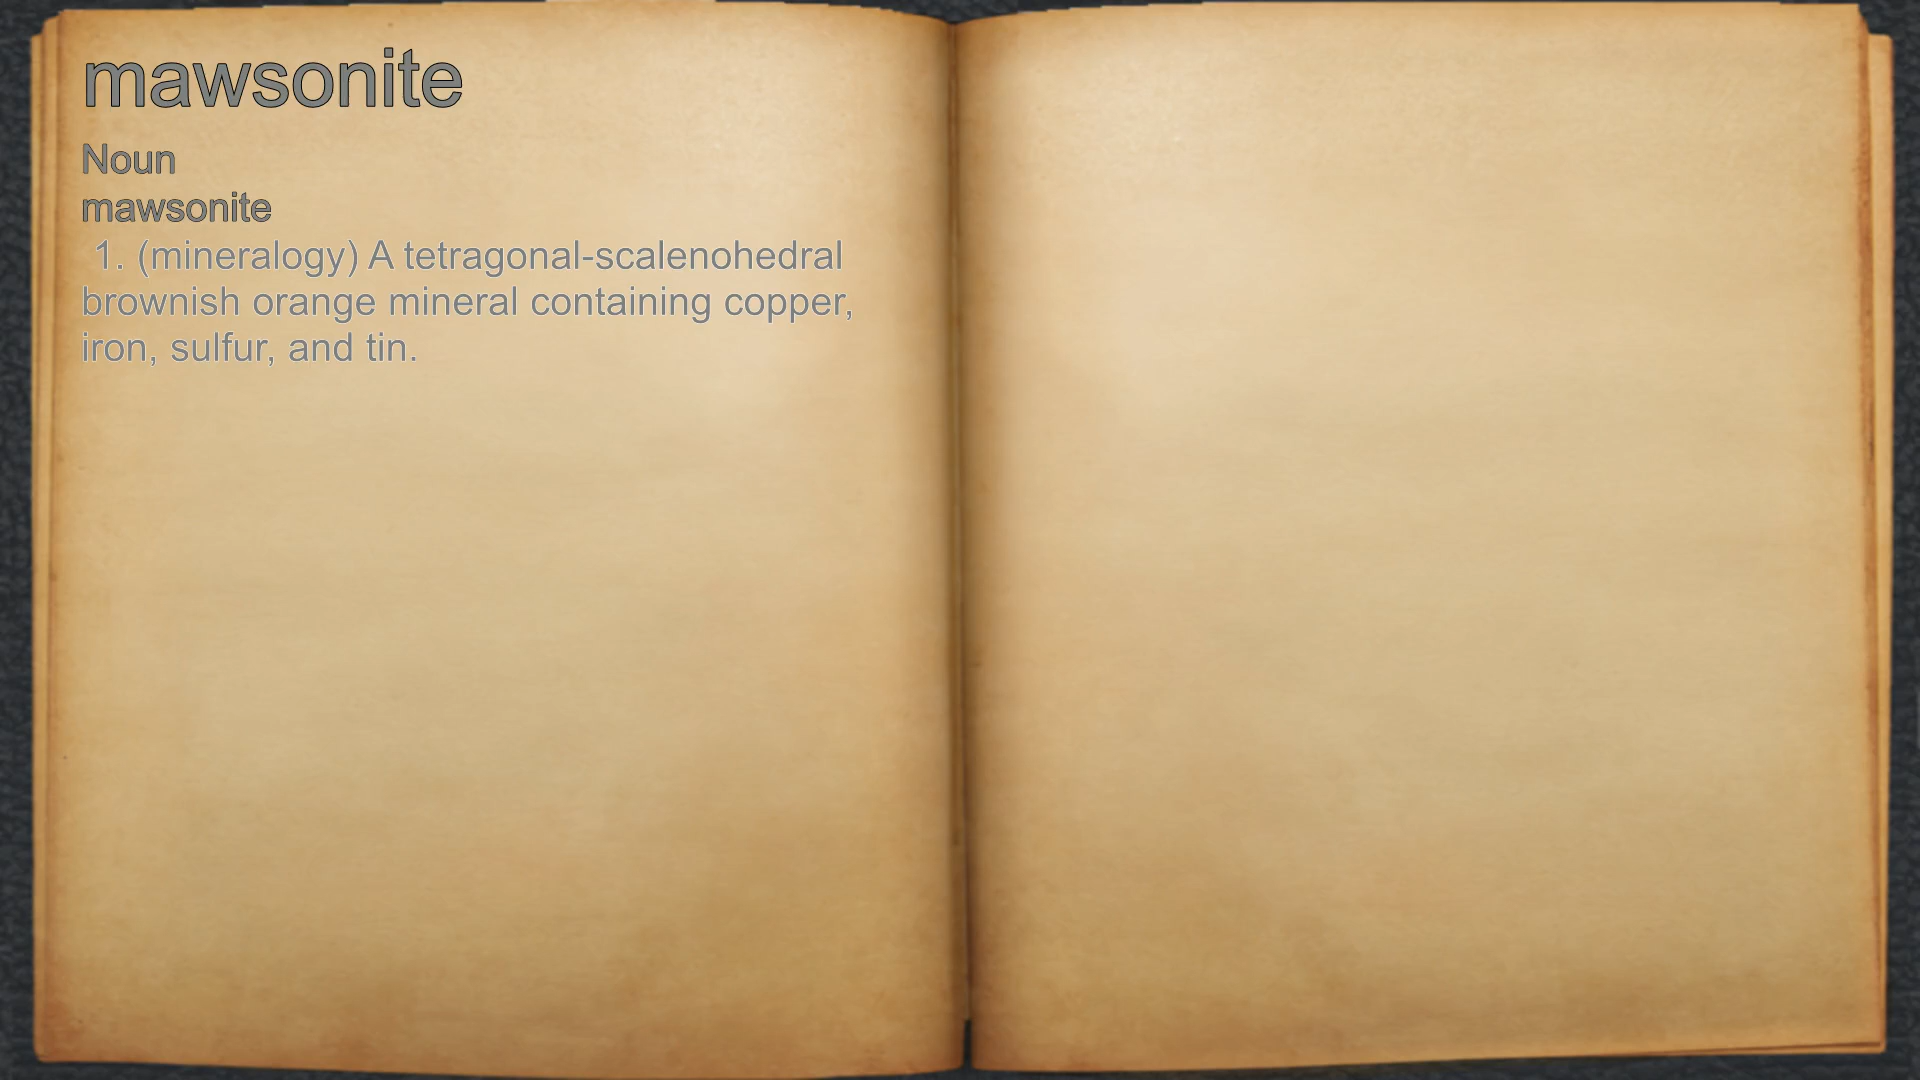 mawsonite
Noun
mawsonite
1. (mineralogy) A tetragonal-scalenohedral
brownish orange mineral containing copper,
iron, sulfur, and tin.